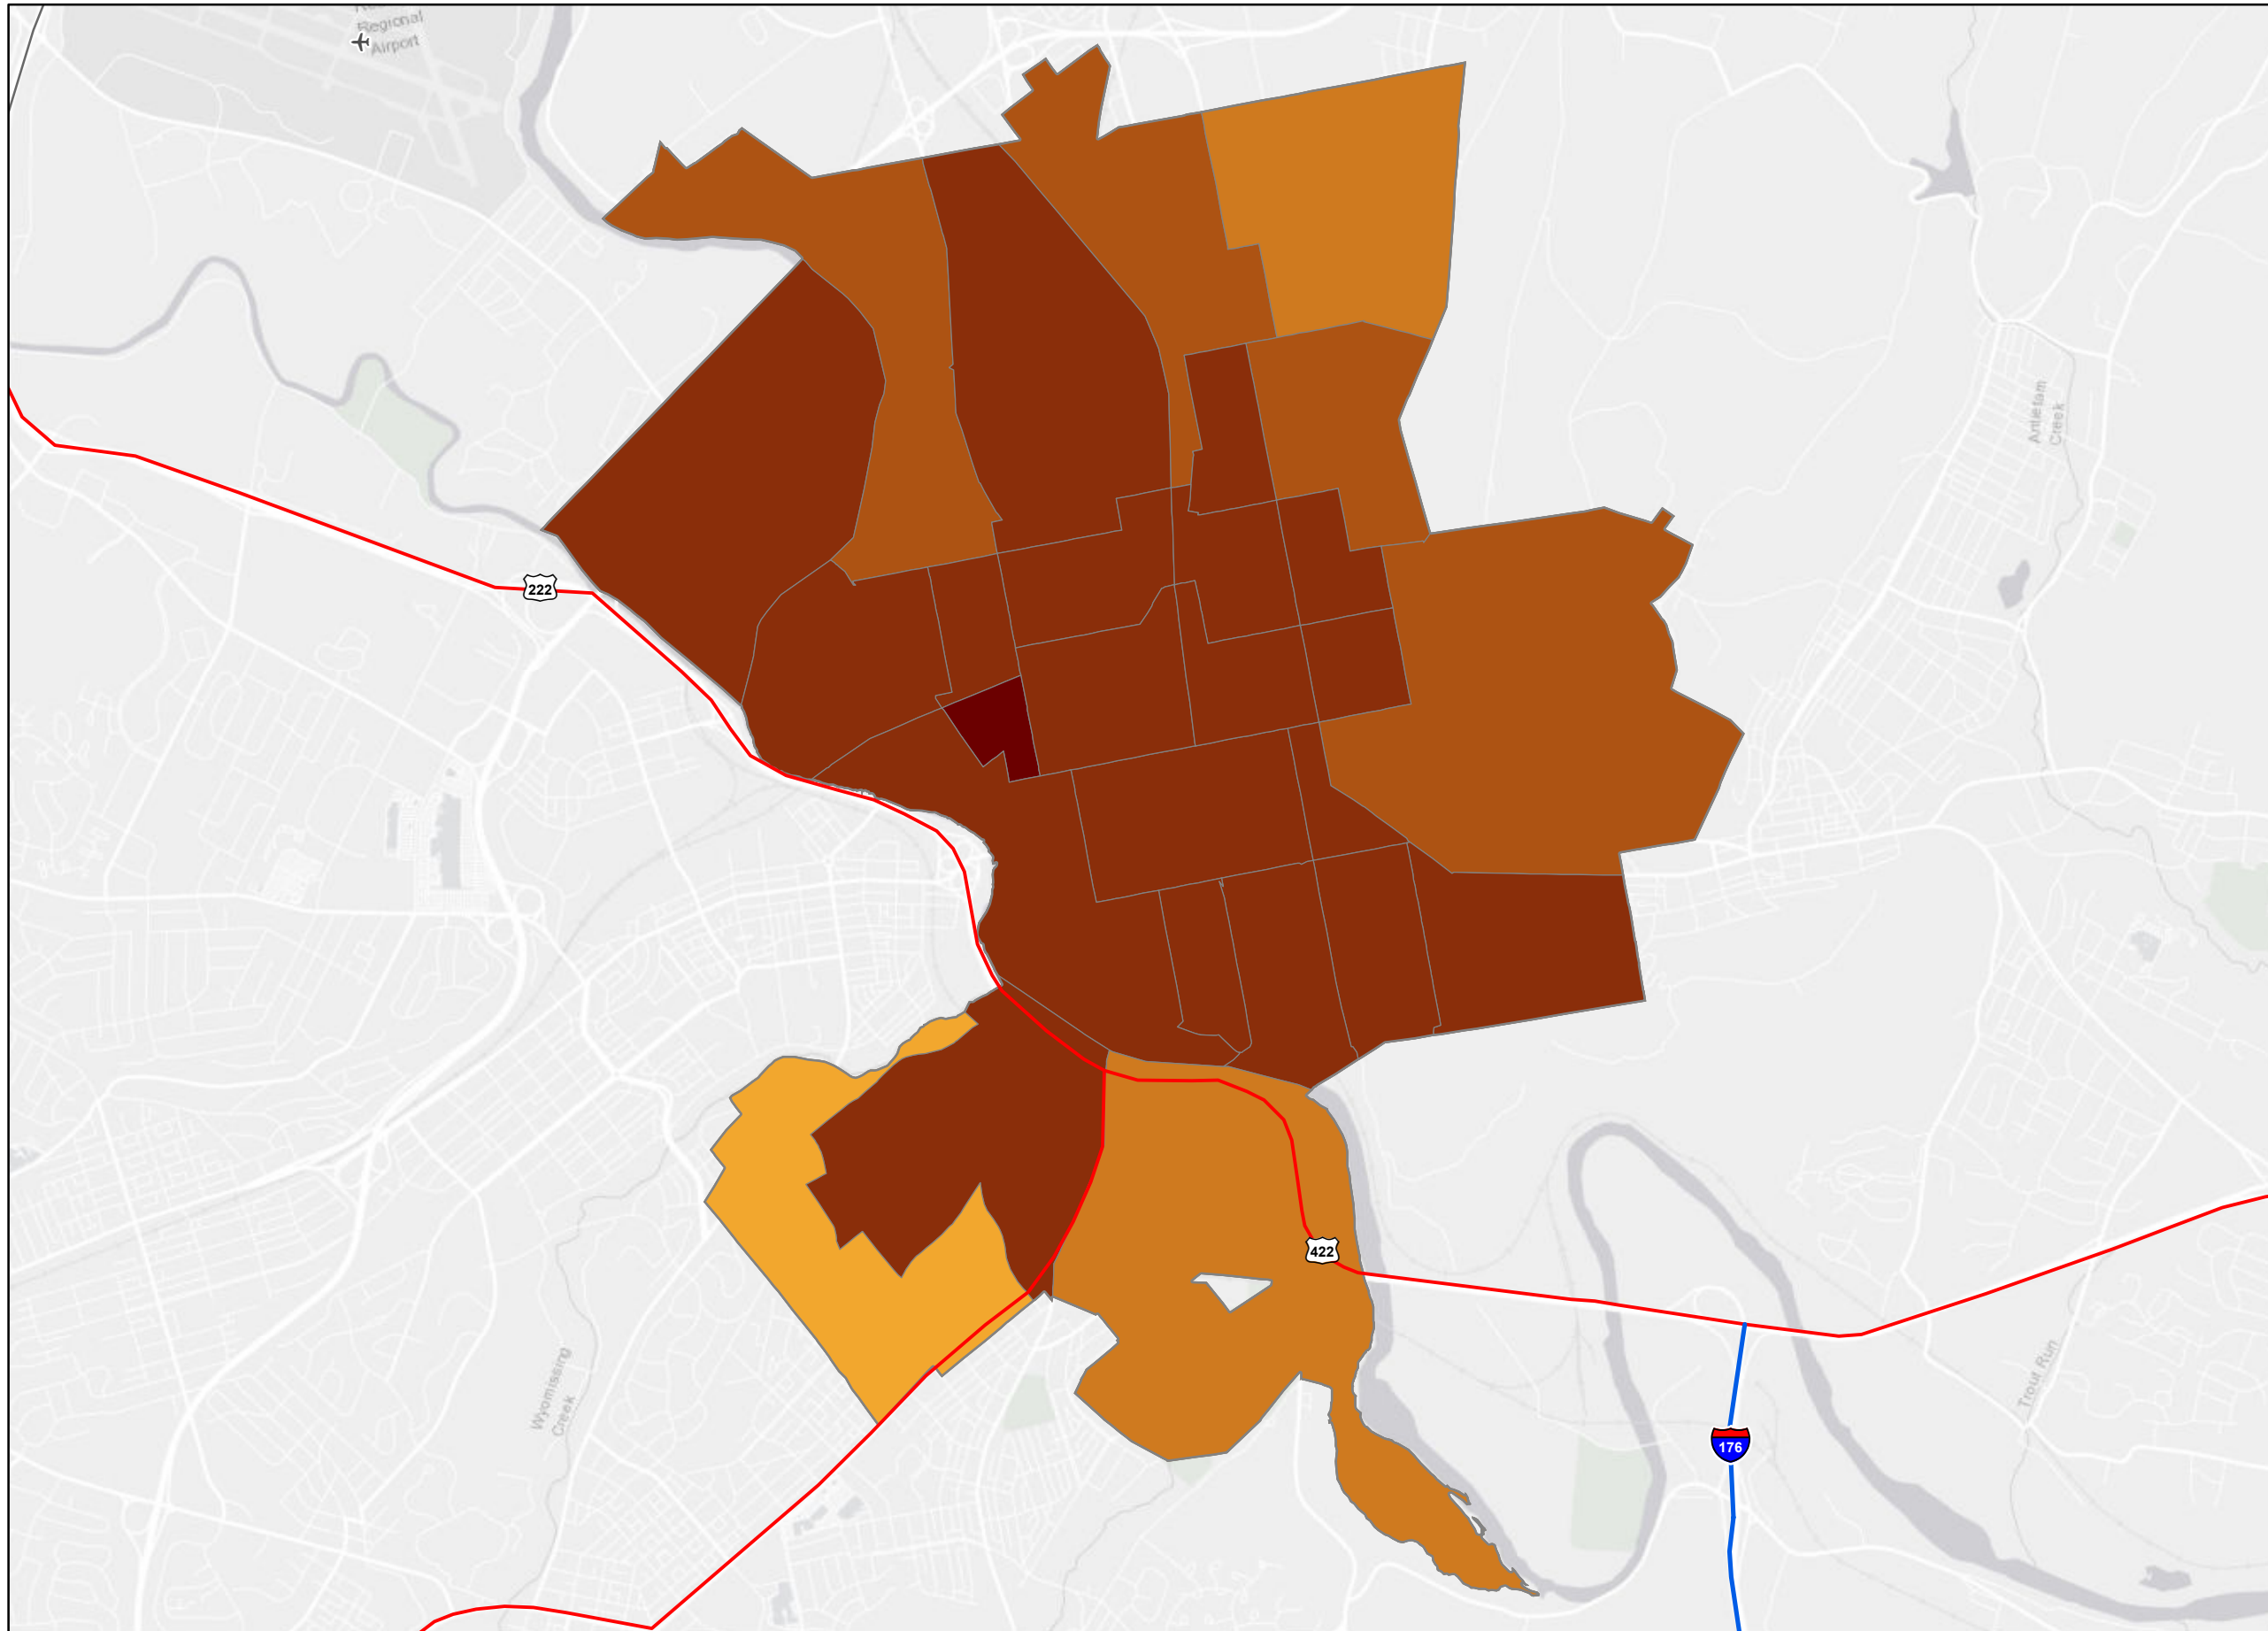 Regional
Airport
Antietam
Creek
222
422
Wyomissing
Creek
Trout Run
176